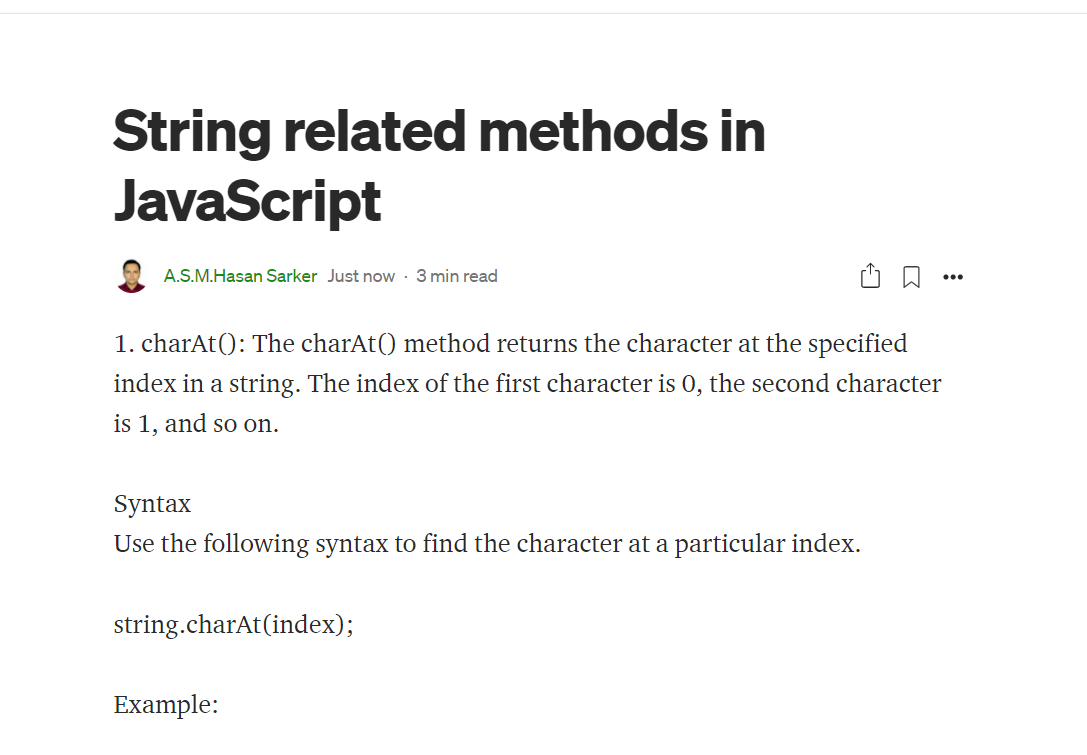 String related methods in
JavaScript
A.S.M.Hasan Sarker Just now · 3 min read
1. charAt(): The charAt() method returns the character at the specified
index in a string. The index of the first character is 0, the second character
is 1, and so on.
Syntax
Use the following syntax to find the character at a particular index.
string.charAt(index);
Example: